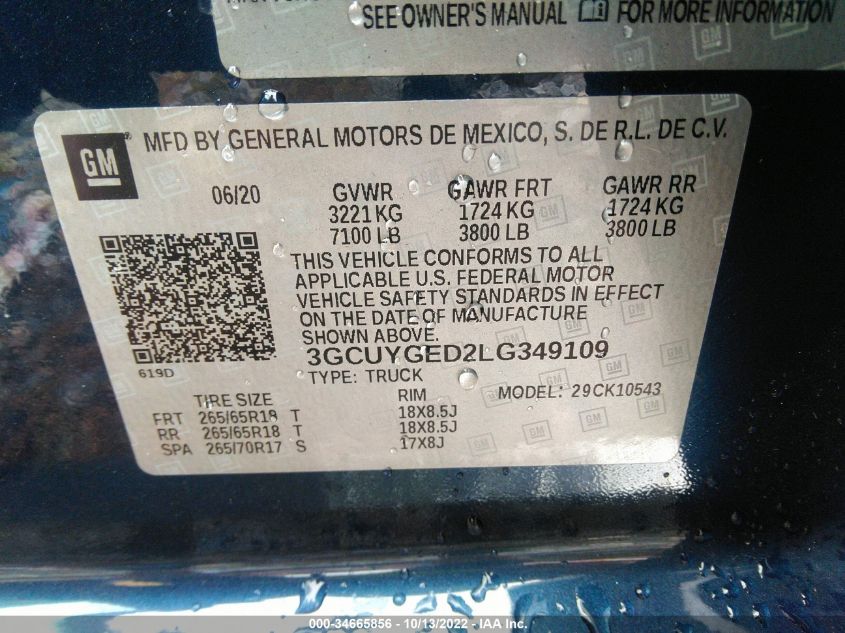 SEE OWNER'S MANUAL FOR MORE INFORMATION
GM MFD BY GENERAL MOTORS DE MEXICO, S. DE R.L. DE C.V.
06/20 GVWR GAWR FRT GAWR RR
3221 KG 1724 KG 1724 KG
7100 LB 3800 LB 3800 LB
THIS VEHICLE CONFORMS TO ALL
APPLICABLE U.S. FEDERAL MOTOR
VEHICLE SAFETY STANDARDS IN EFFECT
ON THE DATE OF MANUFACTURE
SHOWN ABOVE.
3GCUYGED2LG349109
619D TYPE: TRUCK MODEL: 29CK10543
TIRE SIZE RIM
FRT 265/65R18 T 18X8.5J
RR 265/65R18 T 18X8.5J
SPA 265/70R17 S 17X8J
1000 - 34665856 - 10/13/2022 - IAA Inc.